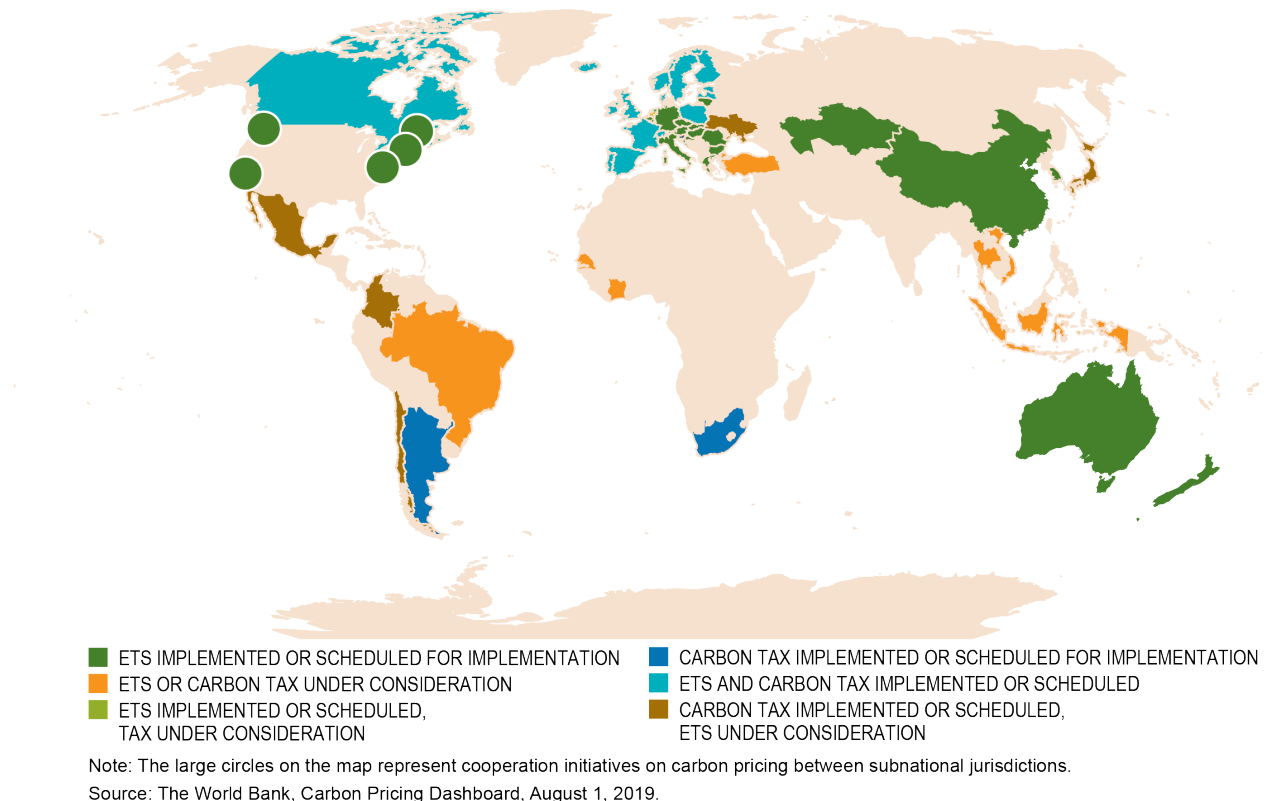 ETS IMPLEMENTED OR SCHEDULED FOR IMPLEMENTATION
ETS OR CARBON TAX UNDER CONSIDERATION
ETS IMPLEMENTED OR SCHEDULED,
TAX UNDER CONSIDERATION
CARBON TAX IMPLEMENTED OR SCHEDULED FOR IMPLEMENTATION
ETS AND CARBON TAX IMPLEMENTED OR SCHEDULED
CARBON TAX IMPLEMENTED OR SCHEDULED,
ETS UNDER CONSIDERATION
Note: The large circles on the map represent cooperation initiatives on carbon pricing between subnational jurisdictions.
Source: The World Bank, Carbon Pricing Dashboard, August 1, 2019.